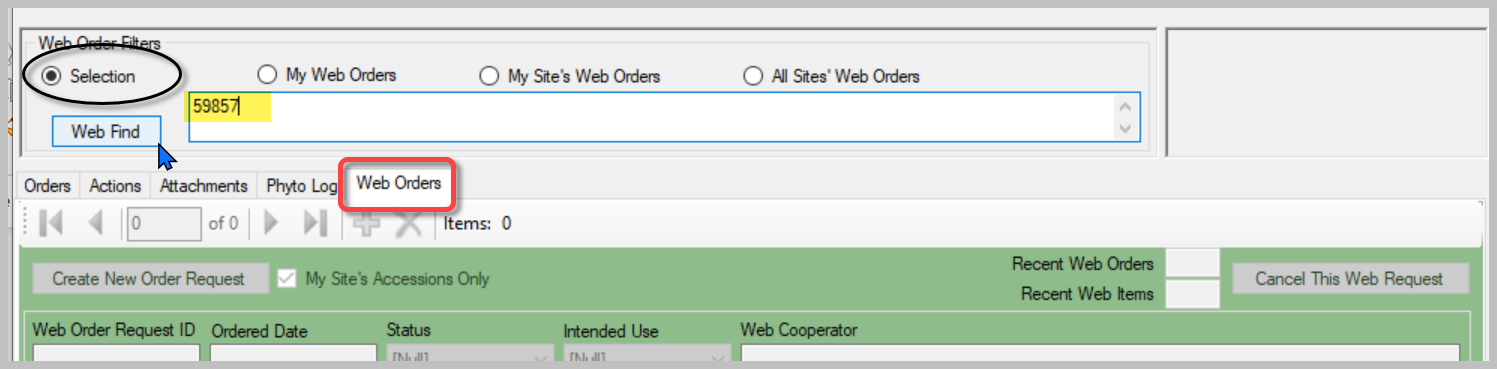 Web Order Filters
Selection My Web Orders My Site's Web Orders All Sites' Web Orders
59857
Web Find
Orders Actions Attachments Phyto Log Web Orders
0 of 0 Items: 0
Create New Order Request My Site's Accessions Only Recent Web Orders Cancel This Web Request
Recent Web Items
Web Order Request ID Ordered Date Status Intended Use Web Cooperator
[Null] [Null]